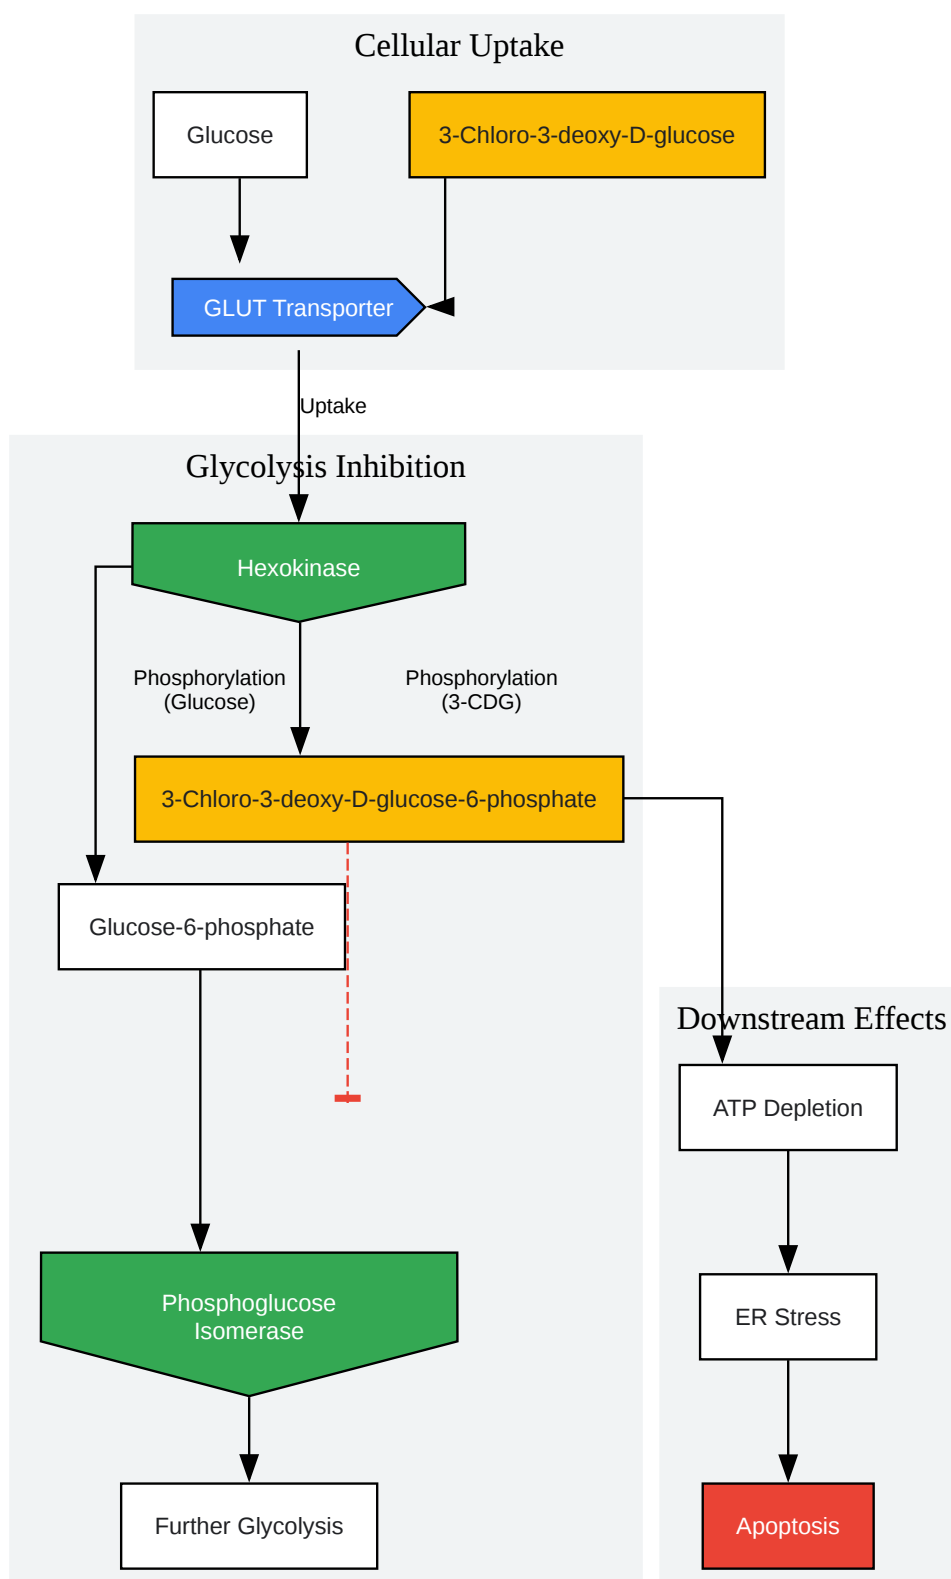 Cellular Uptake
Glucose
3-Chloro-3-deoxy-D-glucose
GLUT Transporter
Uptake
Glycolysis Inhibition
Hexokinase
Phosphorylation
(Glucose)
Phosphorylation
(3-CDG)
3-Chloro-3-deoxy-D-glucose-6-phosphate
Glucose-6-phosphate
Downstream Effects
ATP Depletion
Phosphoglucose
Isomerase
ER Stress
Further Glycolysis
Apoptosis